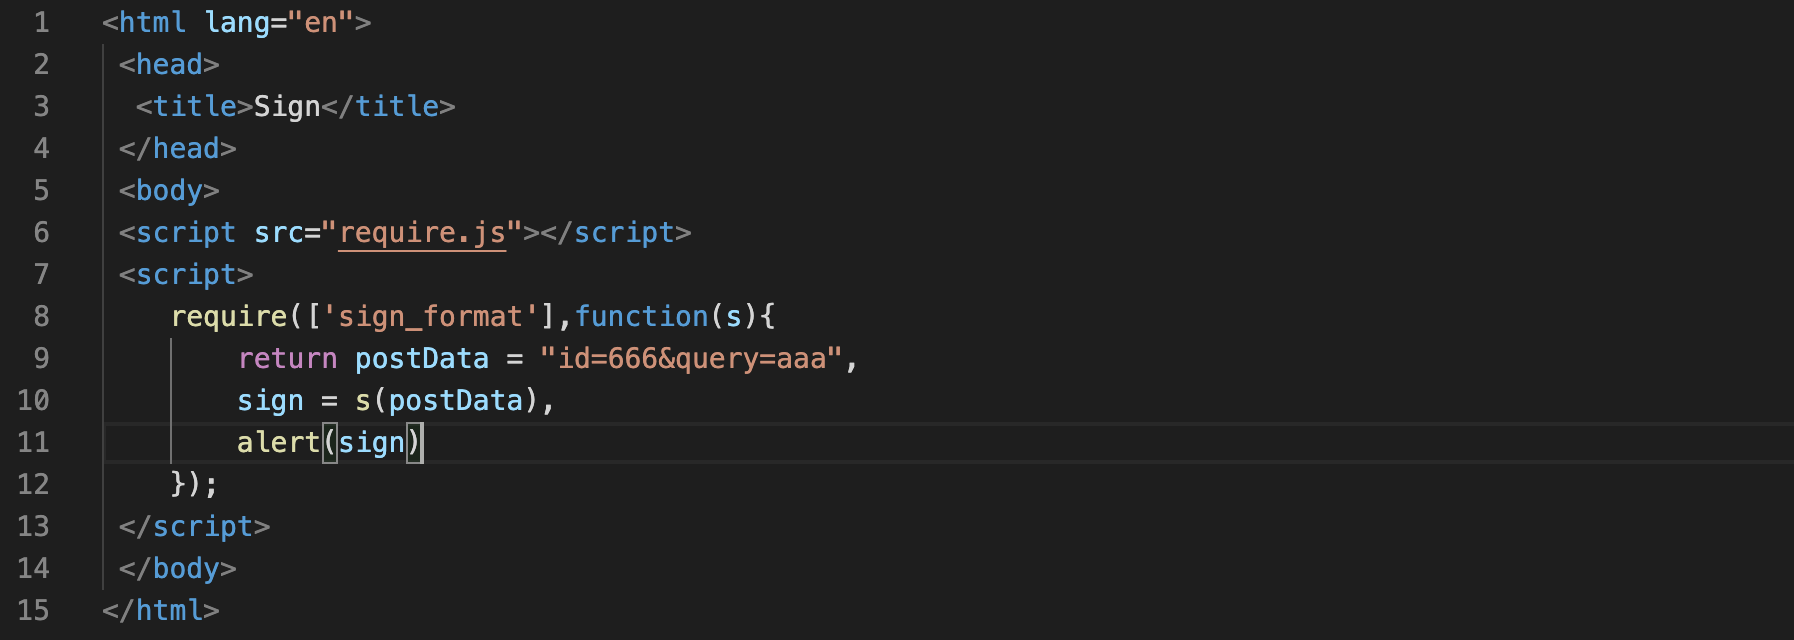 1 <html lang="en">
2 <head>
3 <title>Sign</title>
4 </head>
5 <body>
6 <script src="require.js"></script>
7 <script>
8 require(['sign_format'],function(s){
9 return postData = "id=666&query=aaa",
10 sign = s(postData),
11 alert(sign)
12 });
13 </script>
14 </body>
15 </html>